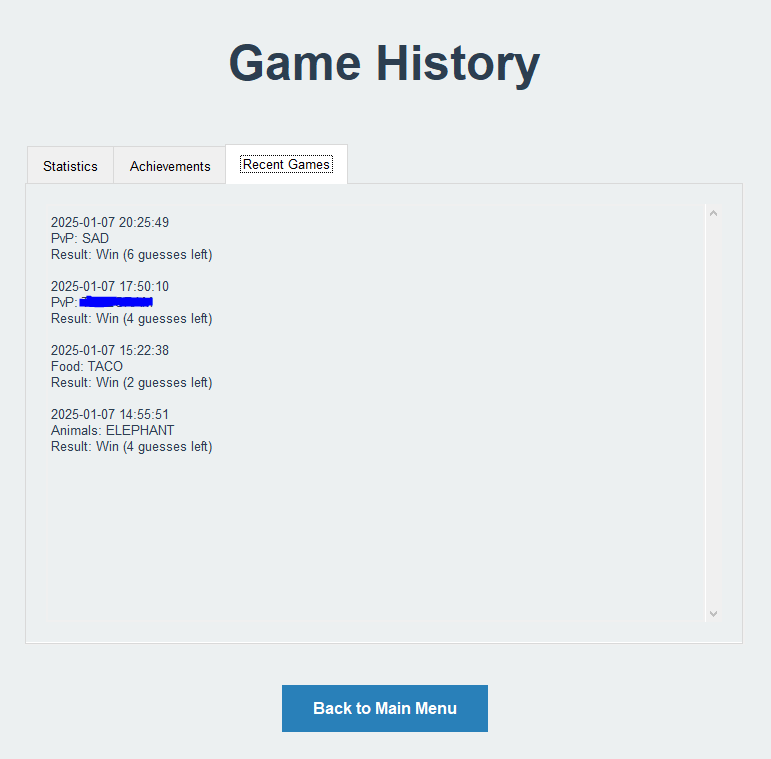 Game History
Statistics
Achievements
Recent Games
2025-01-07 20:25:49
PvP: SAD
Result: Win (6 guesses left)
2025-01-07 17:50:10
PvP:
Result: Win (4 guesses left)
2025-01-07 15:22:38
Food: TACO
Result: Win (2 guesses left)
2025-01-07 14:55:51
Animals: ELEPHANT
Result: Win (4 guesses left)
Back to Main Menu